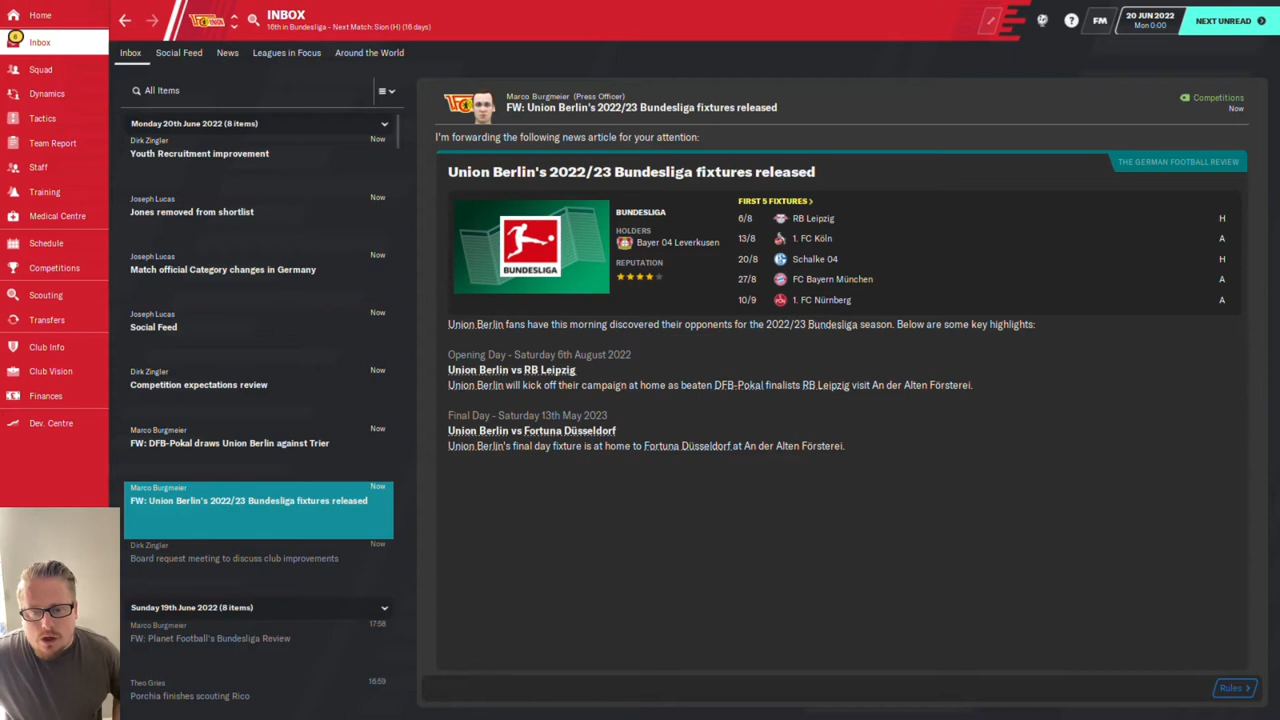 Home
Inbox
6
Squad
Dynamics
Tactics
Team Report
Staff
Training
Medical Centre
Schedule
Competitions
Scouting
Transfers
Club Info
Club Vision
Finances
Dev. Centre
INBOX
16th in Bundesliga - Next Match: Sion (H) (16 days)
FM
20 JUN 2022
Mon 0:00
NEXT UNREAD
Inbox
Social Feed
News
Leagues in Focus
Around the World
All Items
Monday 20th June 2022 (8 items)
Dirk Zingler
Now
Youth Recruitment improvement
Joseph Lucas
Now
Jones removed from shortlist
Joseph Lucas
Now
Match official Category changes in Germany
Joseph Lucas
Now
Social Feed
Dirk Zingler
Now
Competition expectations review
Marco Burgmeier
Now
FW: DFB-Pokal draws Union Berlin against Trier
Marco Burgmeier
Now
FW: Union Berlin's 2022/23 Bundesliga fixtures released
Dirk Zingler
Now
Board request meeting to discuss club improvements
Sunday 19th June 2022 (8 items)
Marco Burgmeier
17:58
FW: Planet Football's Bundesliga Review
Theo Gries
16:59
Porchia finishes scouting Rico
Marco Burgmeier (Press Officer)
FW: Union Berlin's 2022/23 Bundesliga fixtures released
Competitions
Now
I'm forwarding the following news article for your attention:
THE GERMAN FOOTBALL REVIEW
Union Berlin's 2022/23 Bundesliga fixtures released
BUNDESLIGA
BUNDESLIGA
HOLDERS
Bayer 04 Leverkusen
REPUTATION
FIRST 5 FIXTURES >
6/8 RB Leipzig H
13/8 1. FC Köln A
20/8 Schalke 04 H
27/8 FC Bayern München A
10/9 1. FC Nürnberg A
Union Berlin fans have this morning discovered their opponents for the 2022/23 Bundesliga season. Below are some key highlights:
Opening Day - Saturday 6th August 2022
Union Berlin vs RB Leipzig
Union Berlin will kick off their campaign at home as beaten DFB-Pokal finalists RB Leipzig visit An der Alten Försterei.
Final Day - Saturday 13th May 2023
Union Berlin vs Fortuna Düsseldorf
Union Berlin's final day fixture is at home to Fortuna Düsseldorf at An der Alten Försterei.
Rules >